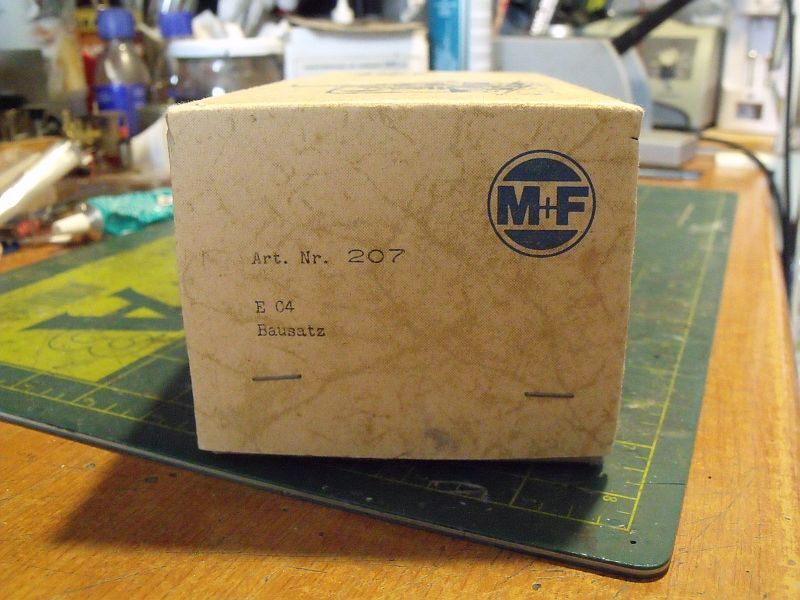 M+F
Art. Nr. 207
E 04
Bausatz
A